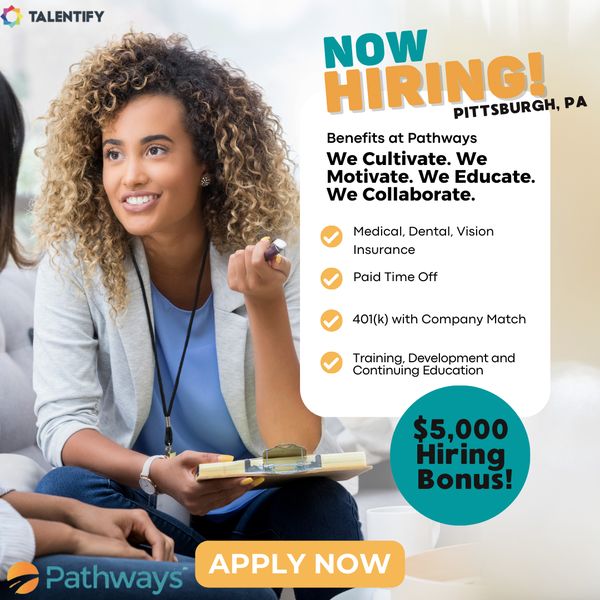 TALENTIFY
NOW
HIRING!
PITTSBURGH, PA
Benefits at Pathways
We Cultivate. We
Motivate. We Educate.
We Collaborate.
Medical, Dental, Vision
Insurance
Paid Time Off
401(k) with Company Match
Training, Development and
Continuing Education
$5,000
Hiring
Bonus!
Pathways
APPLY NOW